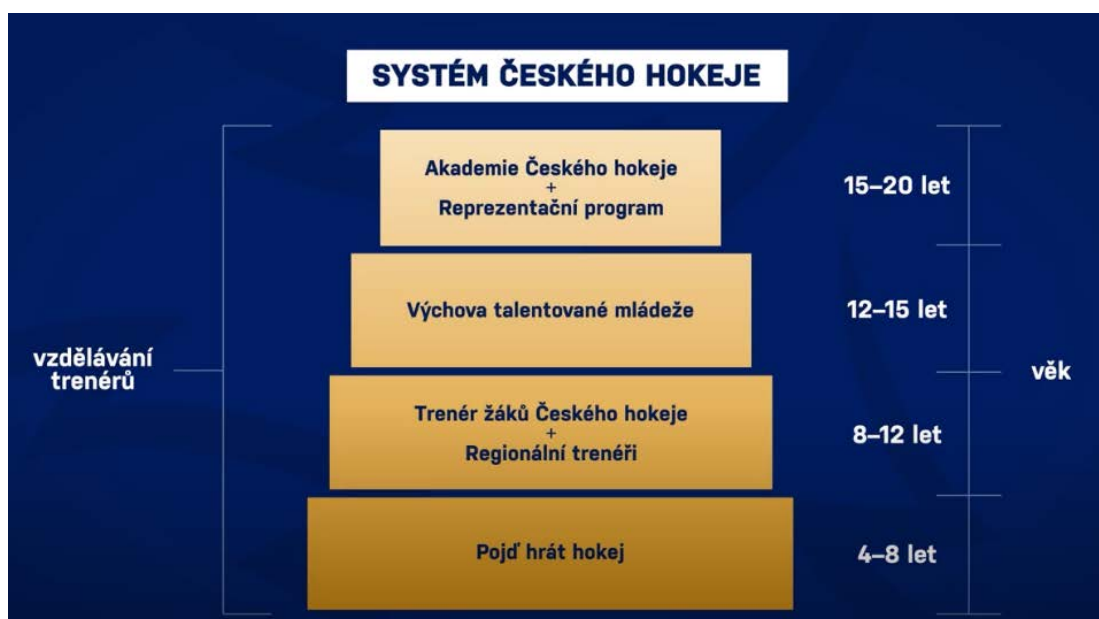 SYSTÉM ČESKÉHO HOKEJE
Akademie Českého hokeje
+
Reprezentační program
15–20 let
Výchova talentované mládeže
12–15 let
vzdělávání
trenérů
věk
Trenér žáků Českého hokeje
+
Regionální trenéři
8–12 let
Pojď hrát hokej
4–8 let